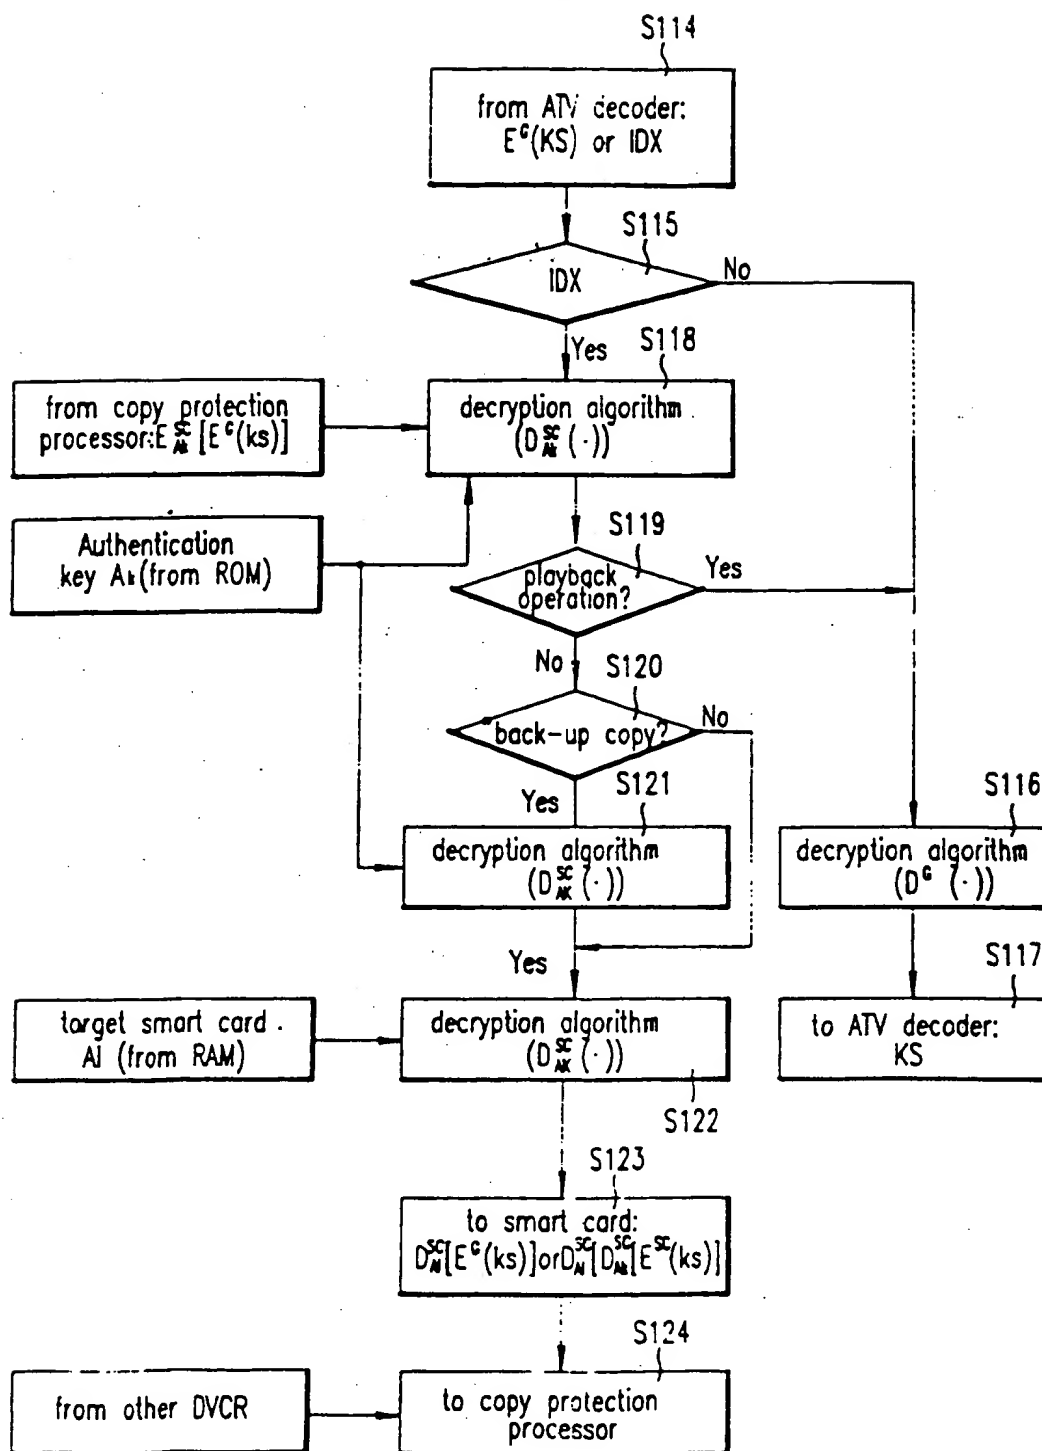 S114
from ATV decoder:
E^G(KS) or IDX
S115
IDX
No
Yes
S118
from copy protection
processor:E^SC_Ak[E^G(ks)]
decryption algorithm
(D^SC_Ak(·))
Authentication
key Ak(from ROM)
S119
playback
operation?
Yes
No
S120
back-up copy?
No
Yes
S121
decryption algorithm
(D^SC_AK(·))
S116
decryption algorithm
(D^G(·))
Yes
S117
target smart card
AI (from RAM)
decryption algorithm
(D^SC_AK(·))
S122
to ATV decoder:
KS
S123
to smart card:
D^SC_AI[E^G(ks)]orD^SC_AI[D^SC_Ak[E^SC(ks)]
S124
from other DVCR
to copy protection
processor